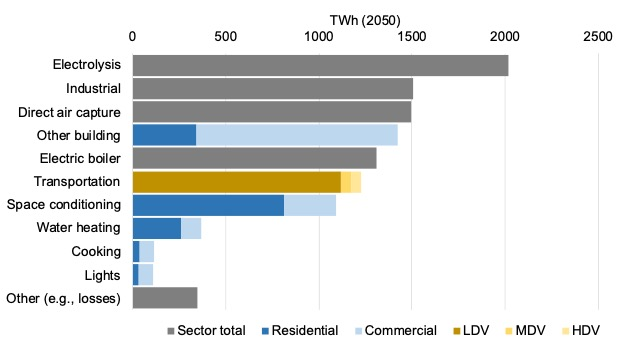 TWh (2050)
0 500 1000 1500 2000 2500
Electrolysis
Industrial
Direct air capture
Other building
Electric boiler
Transportation
Space conditioning
Water heating
Cooking
Lights
Other (e.g., losses)
Sector total Residential Commercial LDV MDV HDV